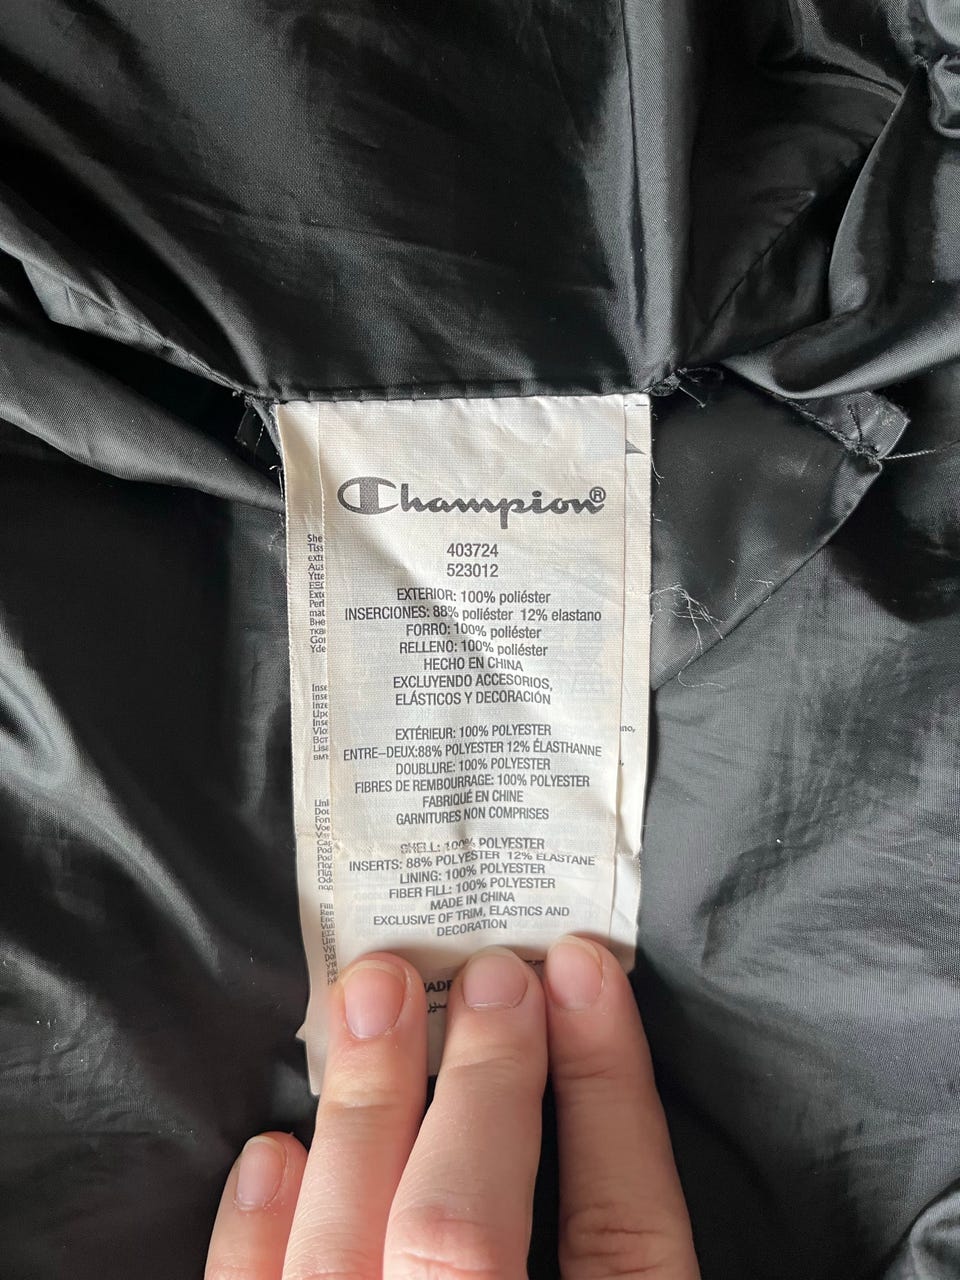 Champion®
403724
523012
EXTERIOR: 100% poliéster
INSERCIONES: 88% poliéster 12% elastano
FORRO: 100% poliéster
RELLENO: 100% poliéster
HECHO EN CHINA
EXCLUYENDO ACCESORIOS,
ELÁSTICOS Y DECORACIÓN
EXTÉRIEUR: 100% POLYESTER
ENTRE-DEUX:88% POLYESTER 12% ÉLASTHANNE
DOUBLURE: 100% POLYESTER
FIBRES DE REMBOURRAGE: 100% POLYESTER
FABRIQUÉ EN CHINE
GARNITURES NON COMPRISES
SHELL: 100% POLYESTER
INSERTS: 88% POLYESTER 12% ELASTANE
LINING: 100% POLYESTER
FIBER FILL: 100% POLYESTER
MADE IN CHINA
EXCLUSIVE OF TRIM, ELASTICS AND
DECORATION